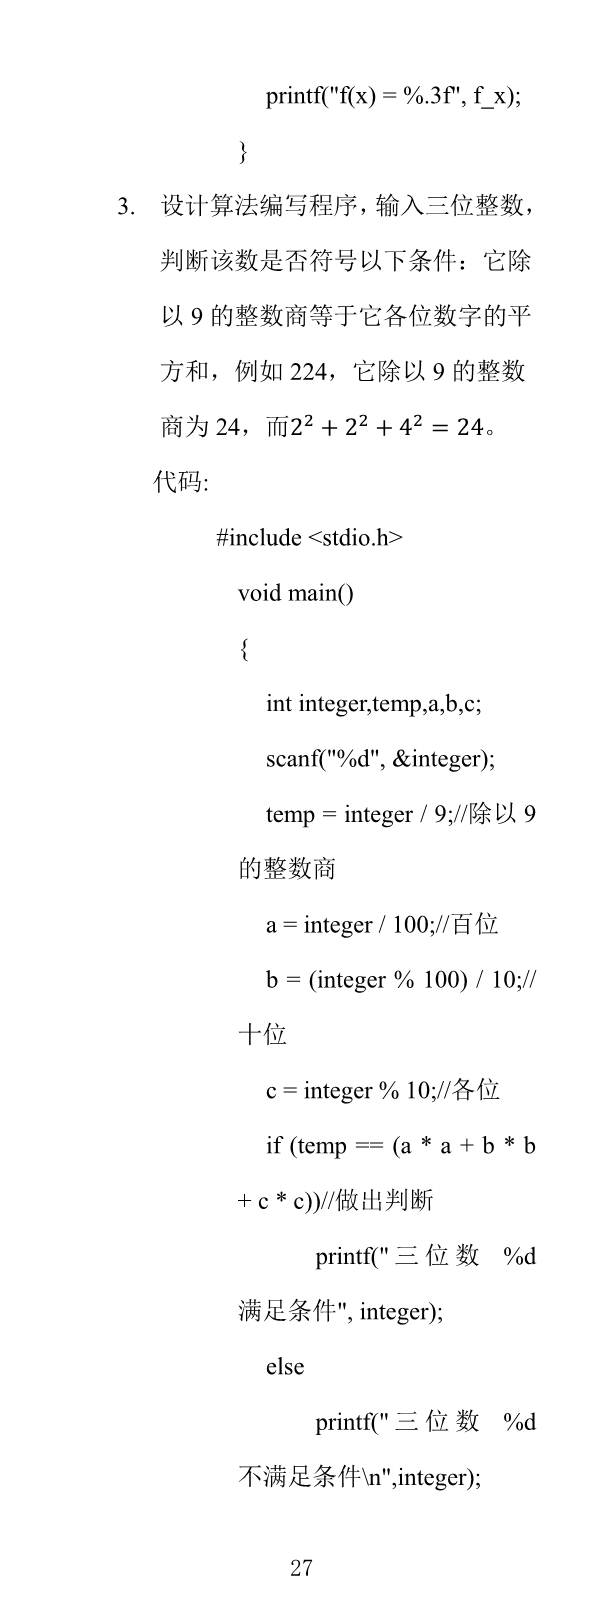 printf("f(x) = %.3f", f_x);
}
3. 设计算法编写程序，输入三位整数，
判断该数是否符号以下条件：它除
以 9 的整数商等于它各位数字的平
方和，例如 224，它除以 9 的整数
商为 24，而2² + 2² + 4² = 24。
代码:
#include <stdio.h>
void main()
{
int integer,temp,a,b,c;
scanf("%d", &integer);
temp = integer / 9;//除以 9
的整数商
a = integer / 100;//百位
b = (integer % 100) / 10;//
十位
c = integer % 10;//各位
if (temp == (a * a + b * b
+ c * c))//做出判断
printf("三位数 %d
满足条件", integer);
else
printf("三位数 %d
不满足条件\n",integer);
27